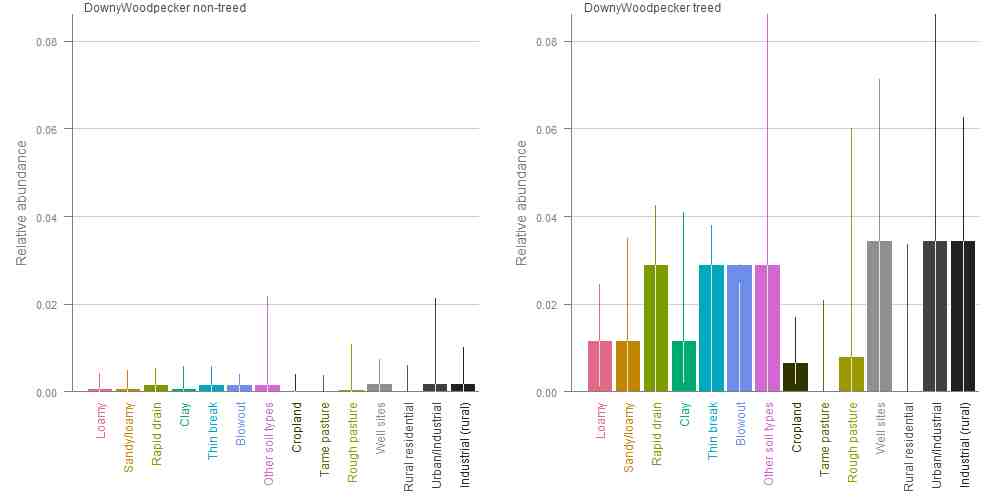 DownyWoodpecker non-treed
Relative abundance
0.08
0.06
0.04
0.02
0.00
Loamy
Sandy/loamy
Rapid drain
Clay
Thin break
Blowout
Other soil types
Cropland
Tame pasture
Rough pasture
Well sites
Rural residential
Urban/Industrial
Industrial (rural)
DownyWoodpecker treed
Relative abundance
0.08
0.06
0.04
0.02
0.00
Loamy
Sandy/loamy
Rapid drain
Clay
Thin break
Blowout
Other soil types
Cropland
Tame pasture
Rough pasture
Well sites
Rural residential
Urban/Industrial
Industrial (rural)